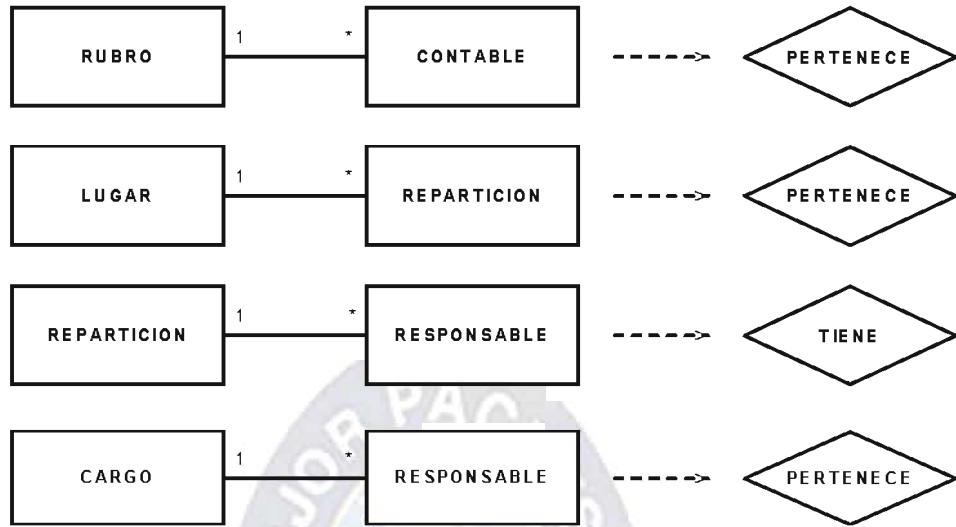 RUBRO 1 * CONTABLE PERTENECE
LUGAR 1 * REPARTICION PERTENECE
REPARTICION 1 * RESPONSABLE TIENE
CARGO 1 * RESPONSABLE PERTENECE